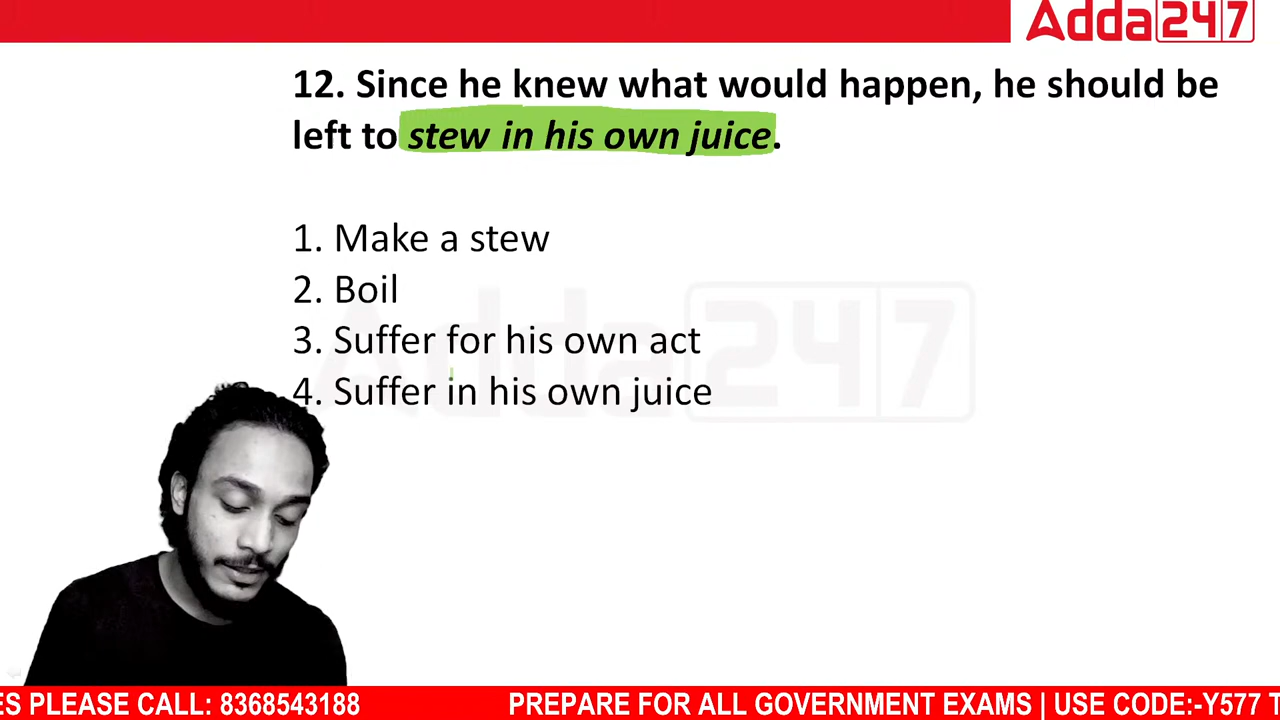 Adda247
12. Since he knew what would happen, he should be
left to stew in his own juice.
1. Make a stew
2. Boil
3. Suffer for his own act
4. Suffer in his own juice
Adda247
ES PLEASE CALL: 8368543188 PREPARE FOR ALL GOVERNMENT EXAMS | USE CODE:-Y577 T